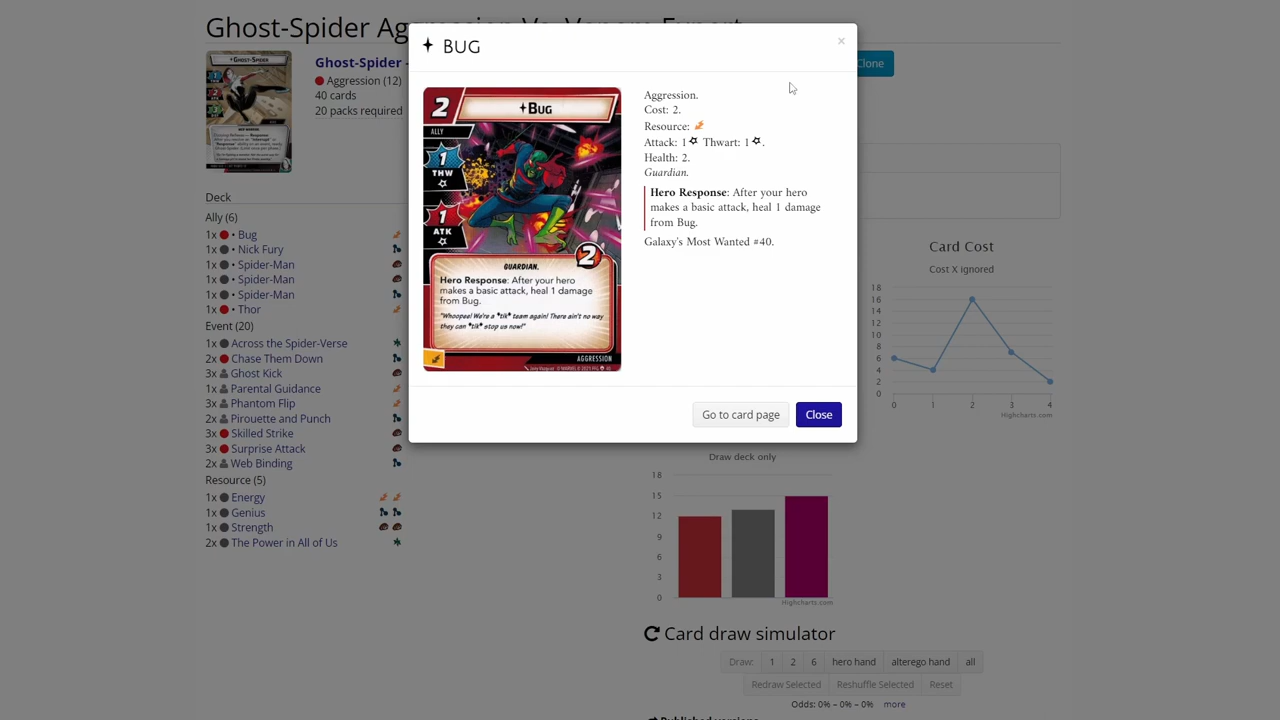 Ghost-Spider Aggression Vs. Venom Expert
BUG
×
Ghost-Spider -
Clone
Aggression (12)
40 cards
20 packs required
2
Bug
ALLY
1
THW
1
ATK
2
GUARDIAN.
Hero Response: After your hero
makes a basic attack, heal 1 damage
from Bug.
"Whoopee! We're a *tik* team again! There ain't no way
they can *tik* stop us now!"
AGGRESSION
Aggression.
Cost: 2.
Resource:
Attack: 1 Thwart: 1 .
Health: 2.
Guardian.
Hero Response: After your hero
makes a basic attack, heal 1 damage
from Bug.
Galaxy's Most Wanted #40.
Go to card page
Close
Deck
Ally (6)
1x • Bug
1x • Nick Fury
1x • Spider-Man
1x • Spider-Man
1x • Spider-Man
1x • Thor
Event (20)
1x Across the Spider-Verse
2x Chase Them Down
3x Ghost Kick
1x Parental Guidance
3x Phantom Flip
2x Pirouette and Punch
3x Skilled Strike
3x Surprise Attack
2x Web Binding
Resource (5)
1x Energy
1x Genius
1x Strength
2x The Power in All of Us
Card Cost
Cost X ignored
18
16
14
12
10
8
6
4
2
0
0 1 2 3 4
Highcharts.com
Draw deck only
18
15
12
9
6
3
0
Highcharts.com
Card draw simulator
Draw: 1 2 6 hero hand alterego hand all
Redraw Selected Reshuffle Selected Reset
Odds: 0% – 0% – 0% more